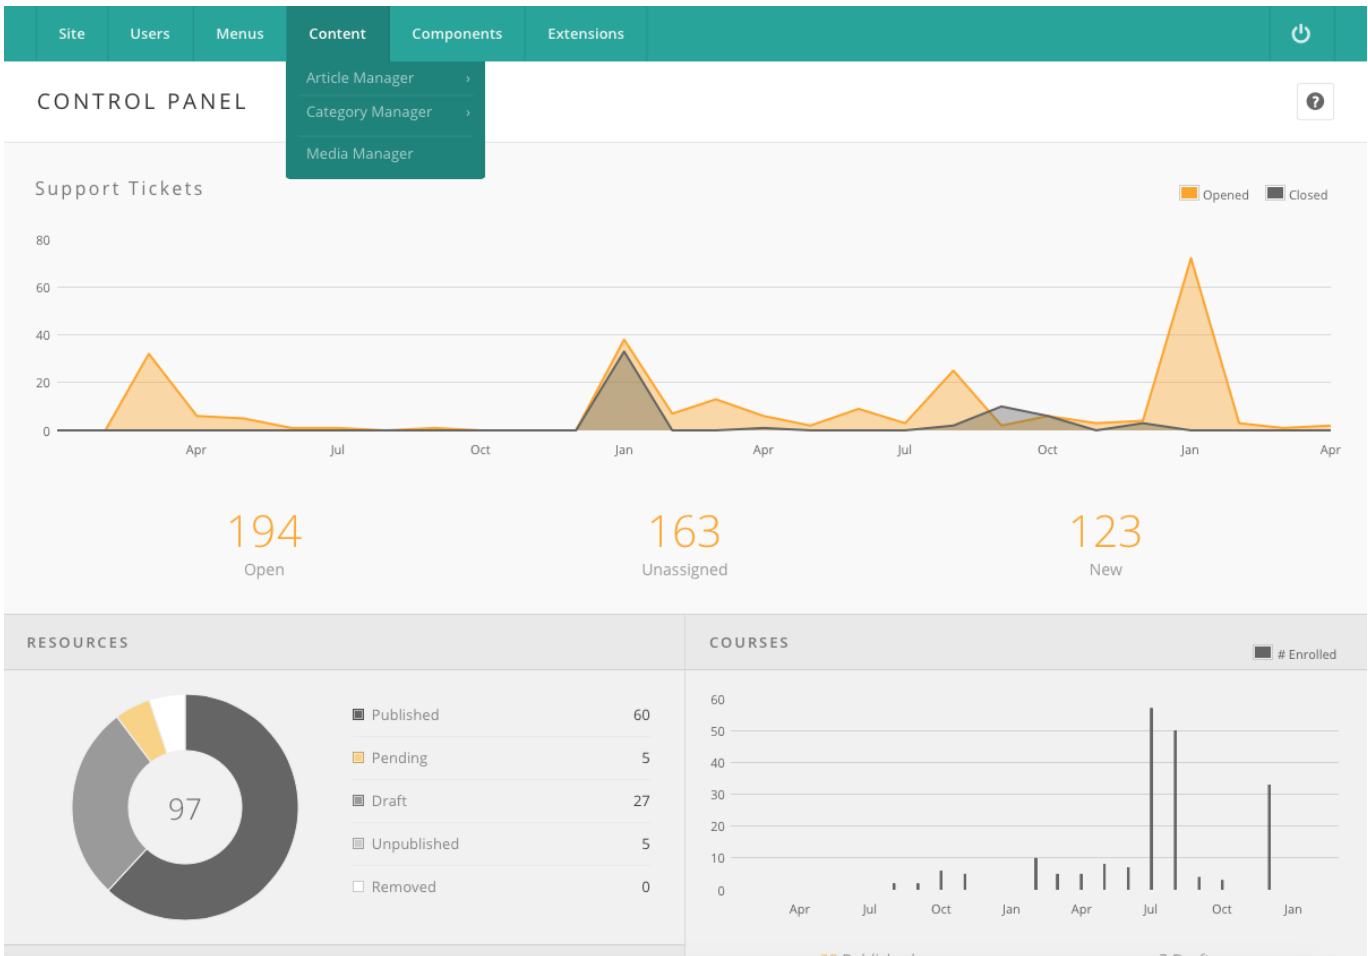 Site Users Menus Content Components Extensions
Article Manager ›
Category Manager ›
Media Manager
CONTROL PANEL
Support Tickets
Opened Closed
80
60
40
20
0
Apr Jul Oct Jan Apr Jul Oct Jan Apr
194 163 123
Open Unassigned New
RESOURCES
97
Published 60
Pending 5
Draft 27
Unpublished 5
Removed 0
COURSES
# Enrolled
60
50
40
30
20
10
0
Apr Jul Oct Jan Apr Jul Oct Jan